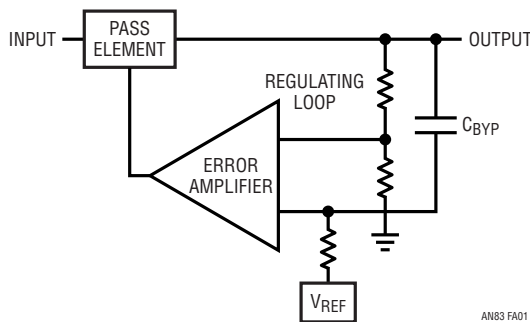 INPUT
PASS
ELEMENT
OUTPUT
REGULATING
LOOP
CBYP
ERROR
AMPLIFIER
VREF
AN83 FA01